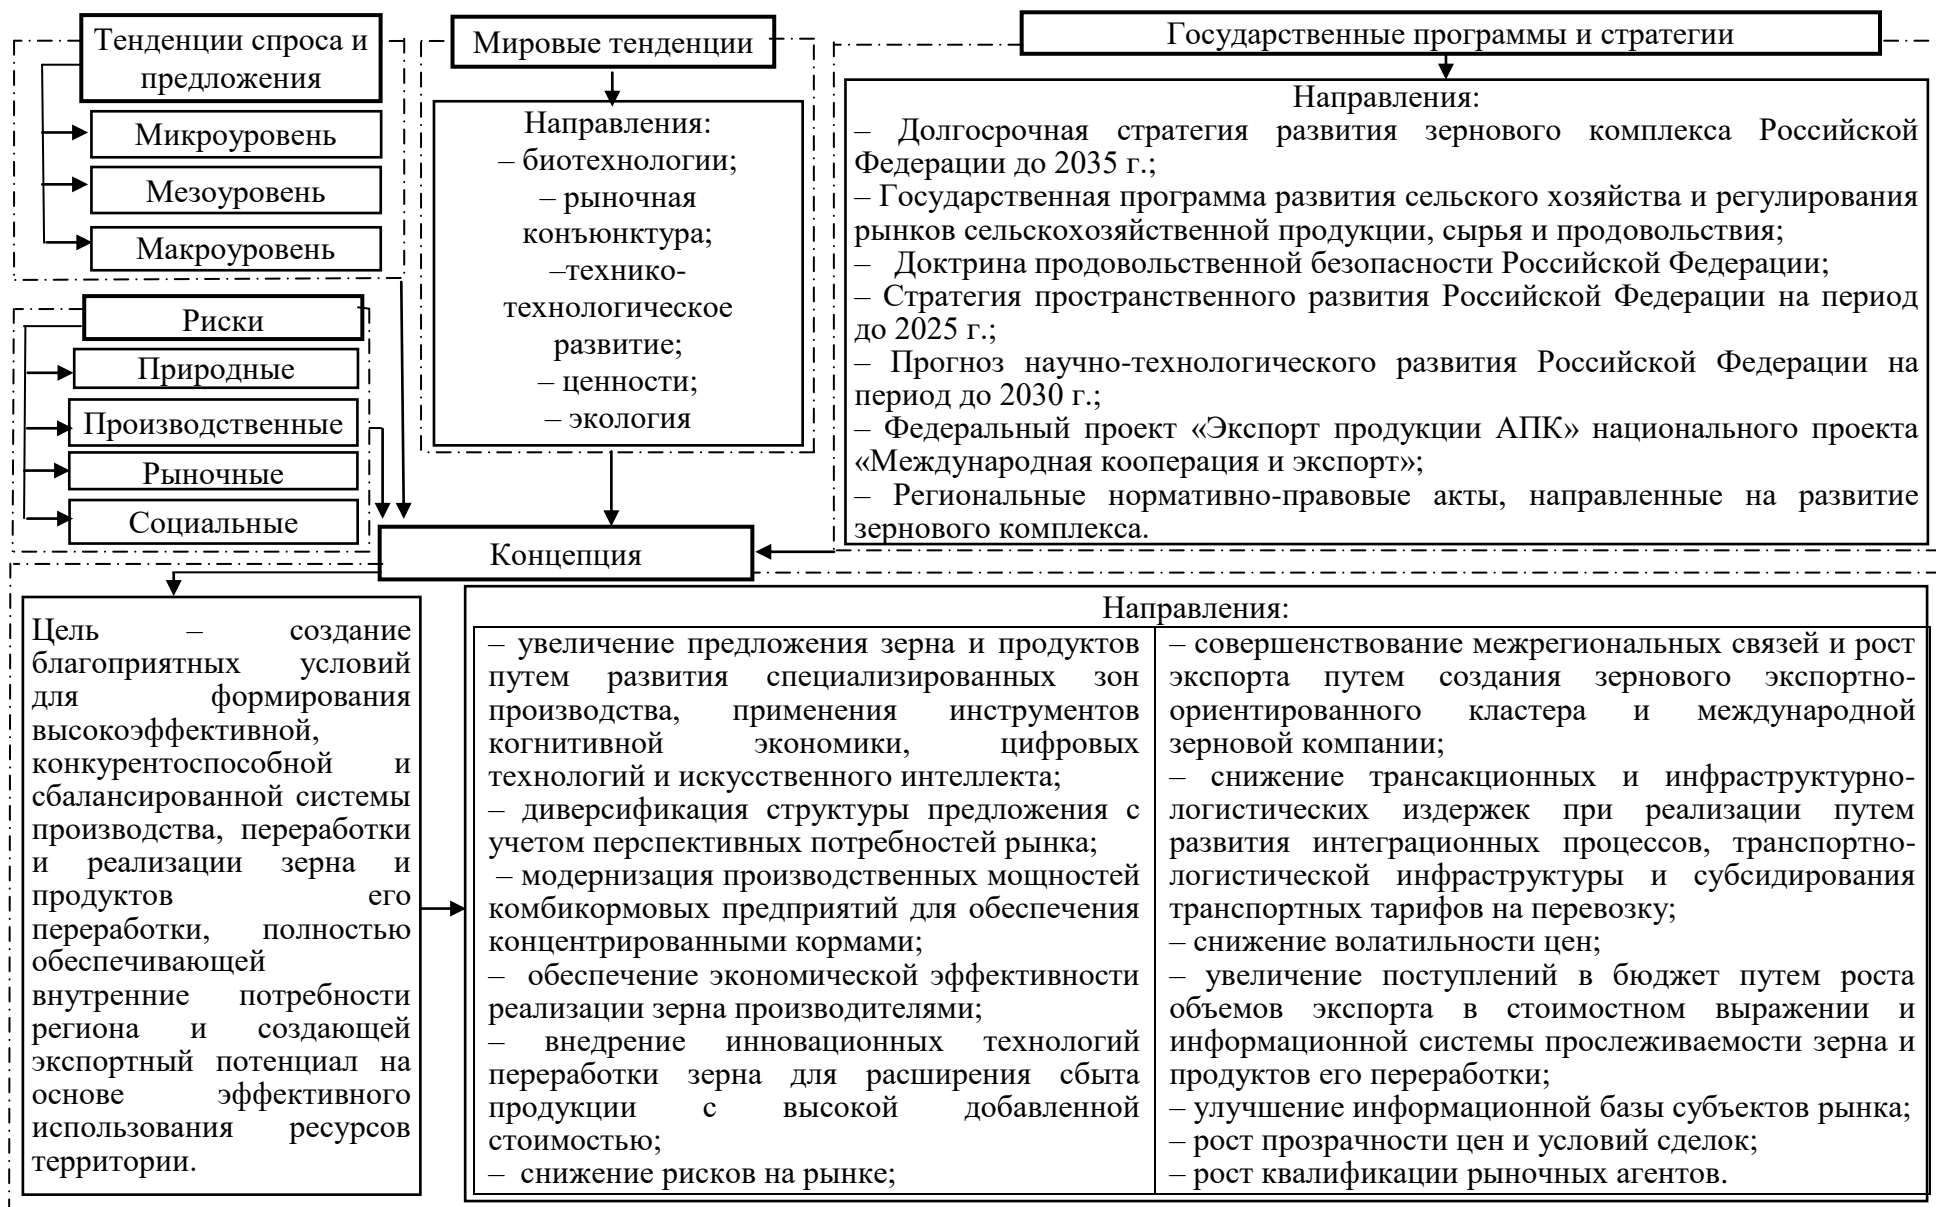 Тенденции спроса и
предложения
Микроуровень
Мезоуровень
Макроуровень
Риски
Природные
Производственные
Рыночные
Социальные
Мировые тенденции
Направления:
– биотехнологии;
– рыночная
конъюнктура;
–технико-
технологическое
развитие;
– ценности;
– экология
Государственные программы и стратегии
Направления:
– Долгосрочная стратегия развития зернового комплекса Российской
Федерации до 2035 г.;
– Государственная программа развития сельского хозяйства и регулирования
рынков сельскохозяйственной продукции, сырья и продовольствия;
– Доктрина продовольственной безопасности Российской Федерации;
– Стратегия пространственного развития Российской Федерации на период
до 2025 г.;
– Прогноз научно-технологического развития Российской Федерации на
период до 2030 г.;
– Федеральный проект «Экспорт продукции АПК» национального проекта
«Международная кооперация и экспорт»;
– Региональные нормативно-правовые акты, направленные на развитие
зернового комплекса.
Концепция
Цель – создание
благоприятных условий
для формирования
высокоэффективной,
конкурентоспособной и
сбалансированной системы
производства, переработки
и реализации зерна и
продуктов его
переработки, полностью
обеспечивающей
внутренние потребности
региона и создающей
экспортный потенциал на
основе эффективного
использования ресурсов
территории.
Направления:
– увеличение предложения зерна и продуктов
путем развития специализированных зон
производства, применения инструментов
когнитивной экономики, цифровых
технологий и искусственного интеллекта;
– диверсификация структуры предложения с
учетом перспективных потребностей рынка;
– модернизация производственных мощностей
комбикормовых предприятий для обеспечения
концентрированными кормами;
– обеспечение экономической эффективности
реализации зерна производителями;
– внедрение инновационных технологий
переработки зерна для расширения сбыта
продукции с высокой добавленной
стоимостью;
– снижение рисков на рынке;
– совершенствование межрегиональных связей и рост
экспорта путем создания зернового экспортно-
ориентированного кластера и международной
зерновой компании;
– снижение трансакционных и инфраструктурно-
логистических издержек при реализации путем
развития интеграционных процессов, транспортно-
логистической инфраструктуры и субсидирования
транспортных тарифов на перевозку;
– снижение волатильности цен;
– увеличение поступлений в бюджет путем роста
объемов экспорта в стоимостном выражении и
информационной системы прослеживаемости зерна и
продуктов его переработки;
– улучшение информационной базы субъектов рынка;
– рост прозрачности цен и условий сделок;
– рост квалификации рыночных агентов.